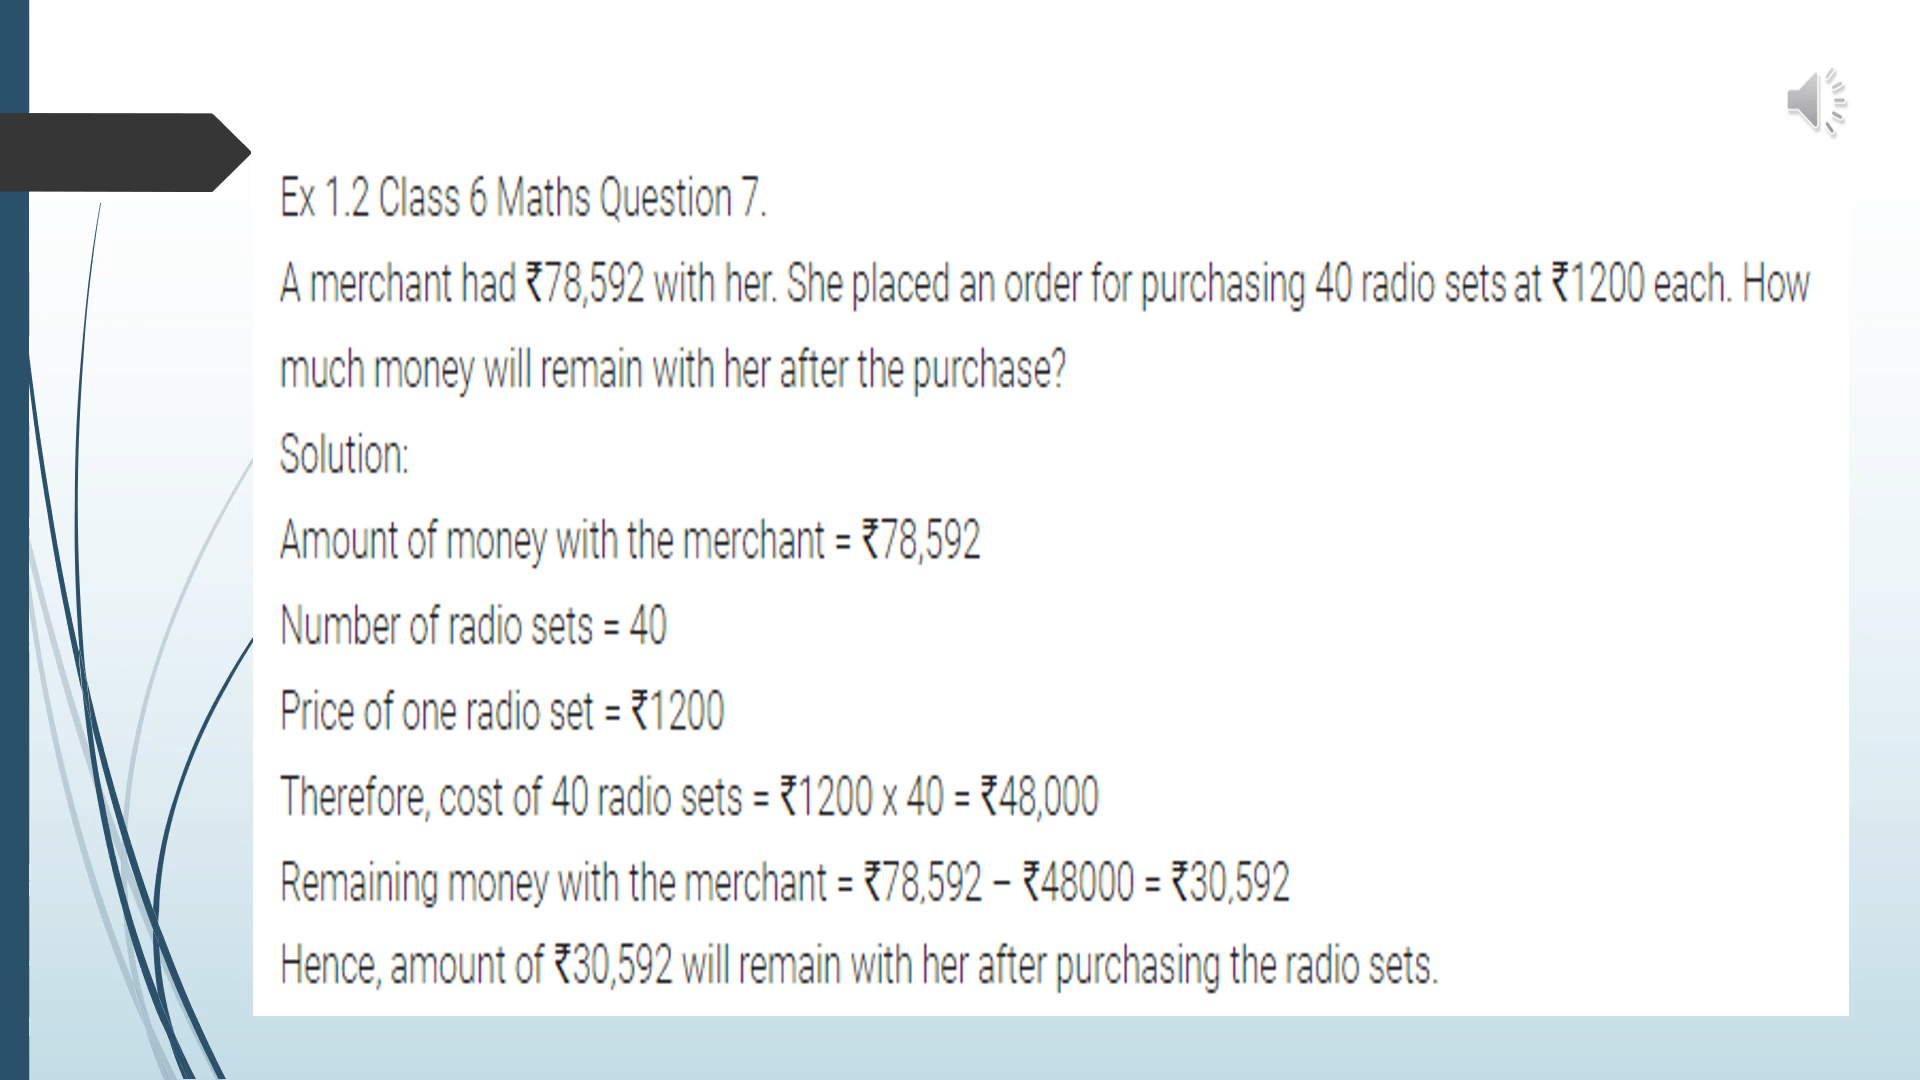 Ex 1.2 Class 6 Maths Question 7.
A merchant had ₹78,592 with her. She placed an order for purchasing 40 radio sets at ₹1200 each. How
much money will remain with her after the purchase?
Solution:
Amount of money with the merchant = ₹78,592
Number of radio sets = 40
Price of one radio set = ₹1200
Therefore, cost of 40 radio sets = ₹1200 x 40 = ₹48,000
Remaining money with the merchant = ₹78,592 – ₹48000 = ₹30,592
Hence, amount of ₹30,592 will remain with her after purchasing the radio sets.